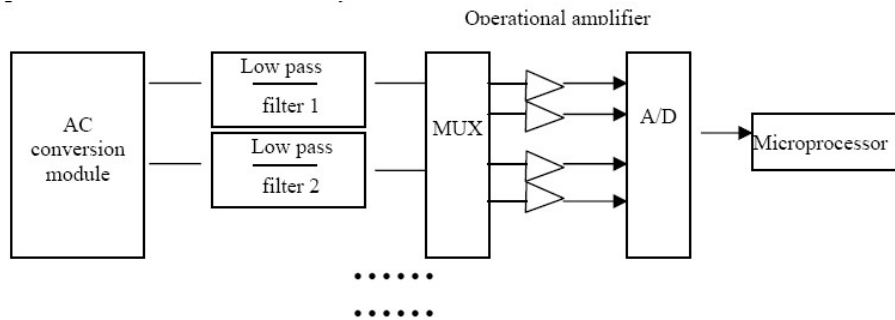 Operational amplifier
AC
conversion
module
Low pass
filter 1
Low pass
filter 2
MUX
A/D
Microprocessor